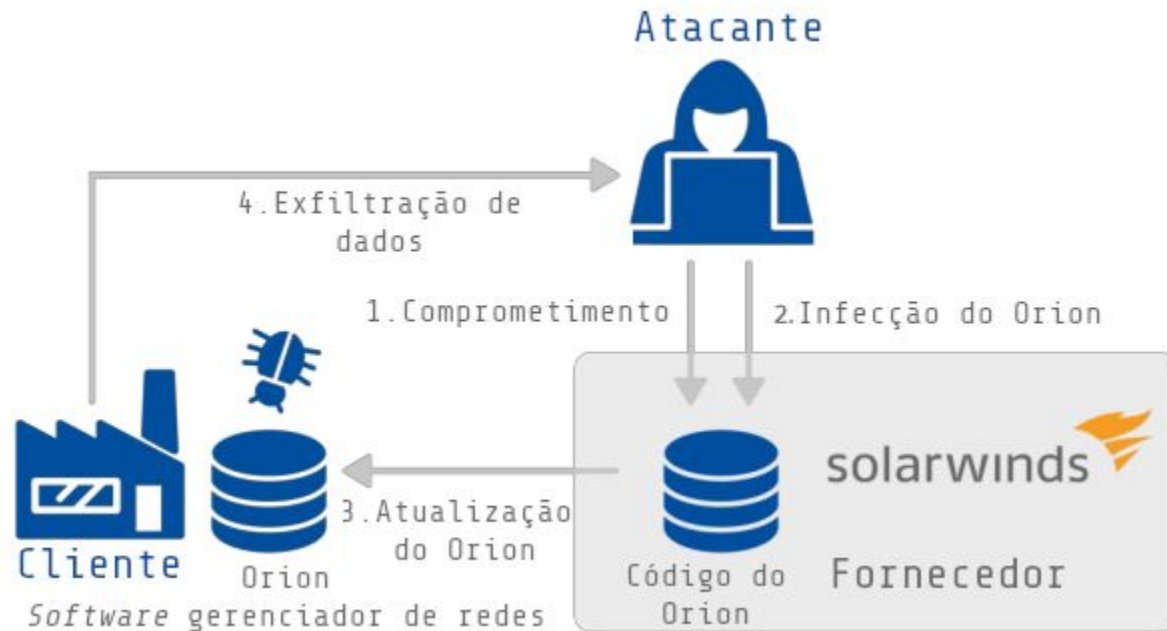 Atacante
4.Exfiltração de
dados
1.Comprometimento
2.Infecção do Orion
solarwinds
3.Atualização
do Orion
Cliente
Orion
Software gerenciador de redes
Código do
Orion
Fornecedor